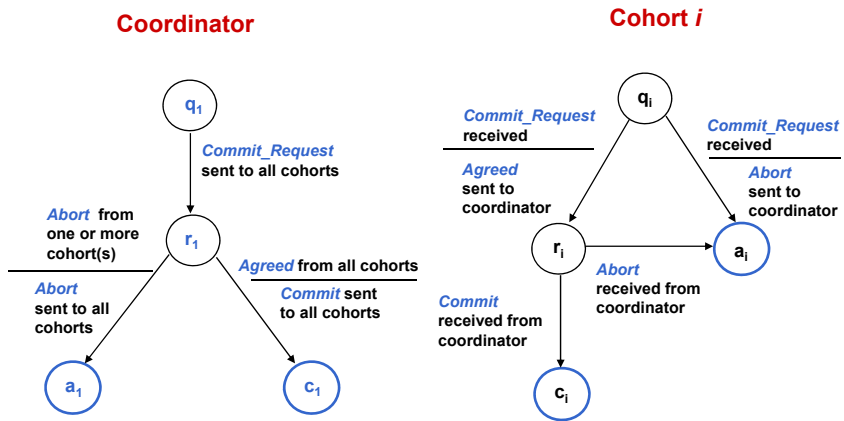 Coordinator
q1
Commit_Request
sent to all cohorts
Abort from
one or more
cohort(s)
Abort
sent to all
cohorts
r1
Agreed from all cohorts
Commit sent
to all cohorts
a1
c1
Cohort i
qi
Commit_Request
received
Agreed
sent to
coordinator
Commit_Request
received
Abort
sent to
coordinator
ri
ai
Abort
received from
coordinator
Commit
received from
coordinator
ci